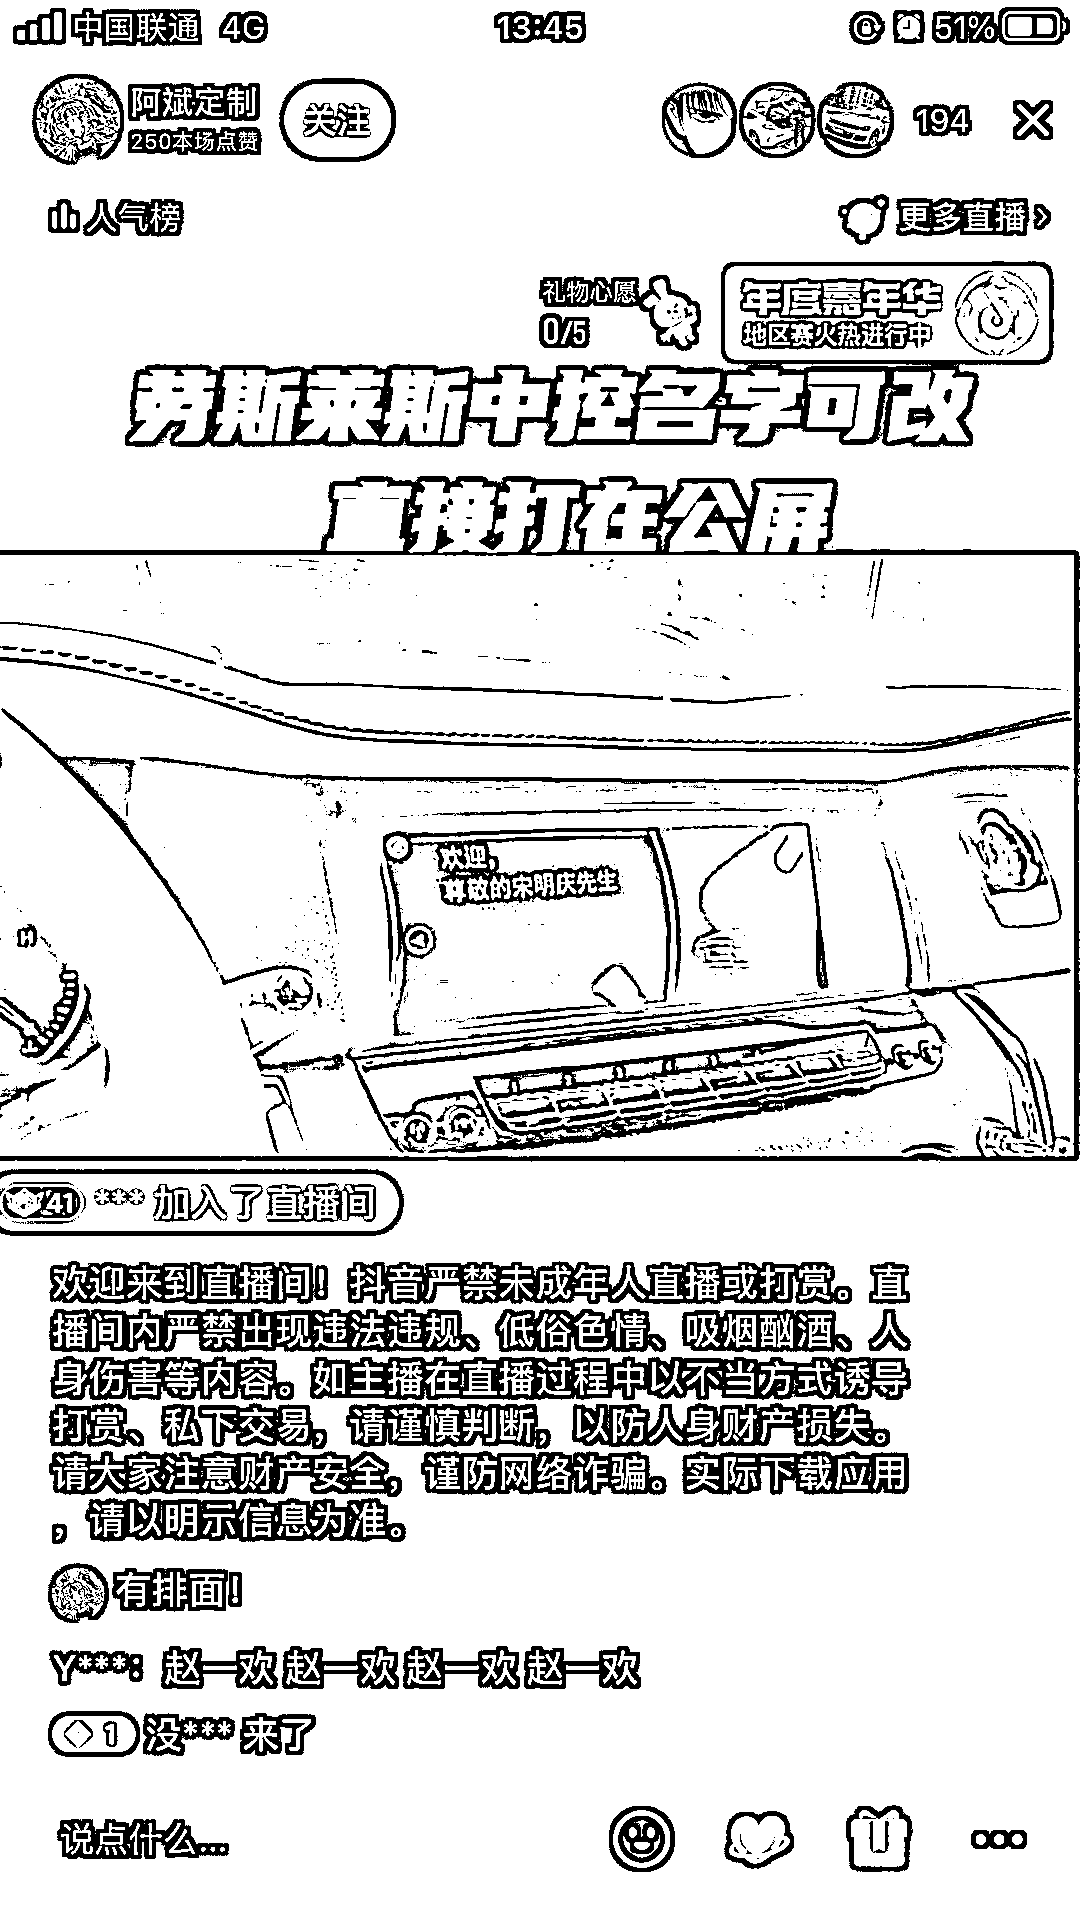 中国联通 4G 13:45 51%
阿斌定制
250本场点赞
关注
194
人气榜
更多直播
礼物心愿
0/5
年度嘉年华
地区赛火热进行中
劳斯莱斯中控名字可改
直接打在公屏
欢迎，
尊敬的宋明庆先生
41 *** 加入了直播间
欢迎来到直播间！抖音严禁未成年人直播或打赏。直
播间内严禁出现违法违规、低俗色情、吸烟酗酒、人
身伤害等内容。如主播在直播过程中以不当方式诱导
打赏、私下交易，请谨慎判断，以防人身财产损失。
请大家注意财产安全，谨防网络诈骗。实际下载应用
，请以明示信息为准。
有排面！
Y***：赵一欢赵一欢赵一欢赵一欢
1 没*** 来了
说点什么...